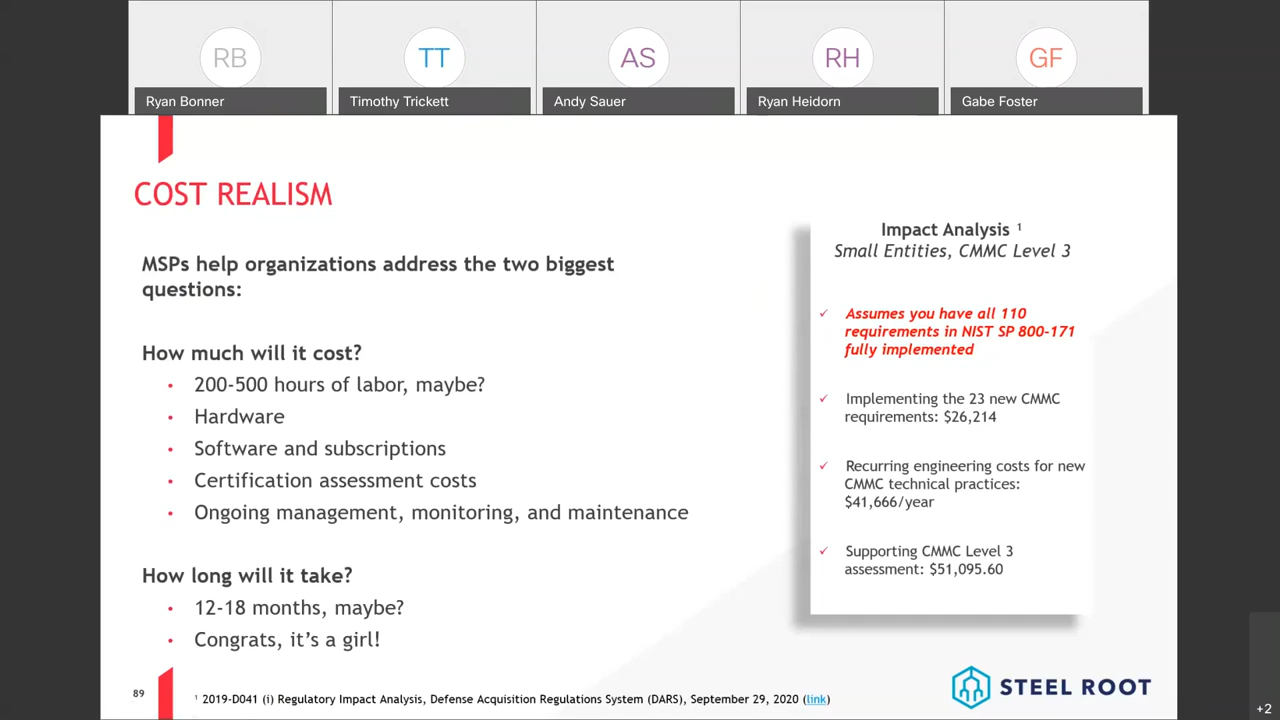 RB
TT
AS
RH
GF
Ryan Bonner
Timothy Trickett
Andy Sauer
Ryan Heidorn
Gabe Foster
COST REALISM
MSPs help organizations address the two biggest
questions:
How much will it cost?
• 200-500 hours of labor, maybe?
• Hardware
• Software and subscriptions
• Certification assessment costs
• Ongoing management, monitoring, and maintenance
How long will it take?
• 12-18 months, maybe?
• Congrats, it's a girl!
Impact Analysis ¹
Small Entities, CMMC Level 3
✓ Assumes you have all 110
requirements in NIST SP 800-171
fully implemented
✓ Implementing the 23 new CMMC
requirements: $26,214
✓ Recurring engineering costs for new
CMMC technical practices:
$41,666/year
✓ Supporting CMMC Level 3
assessment: $51,095.60
89
¹ 2019-D041 (i) Regulatory Impact Analysis, Defense Acquisition Regulations System (DARS), September 29, 2020 (link)
STEEL ROOT
+2